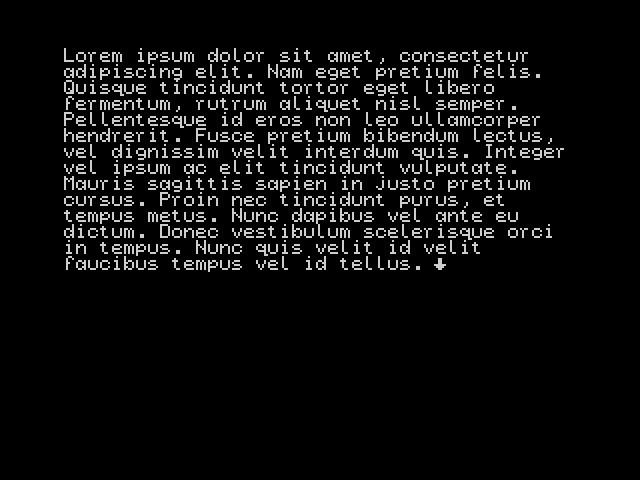 Lorem ipsum dolor sit amet, consectetur
adipiscing elit. Nam eget pretium felis.
Quisque tincidunt tortor eget libero
fermentum, rutrum aliquet nisl semper.
Pellentesque id eros non leo ullamcorper
hendrerit. Fusce pretium bibendum lectus,
vel dignissim velit interdum quis. Integer
vel ipsum ac elit tincidunt vulputate.
Mauris sagittis sapien in justo pretium
cursus. Proin nec tincidunt purus, et
tempus metus. Nunc dapibus vel ante eu
dictum. Donec vestibulum scelerisque orci
in tempus. Nunc quis velit id velit
faucibus tempus vel id tellus. 🡇